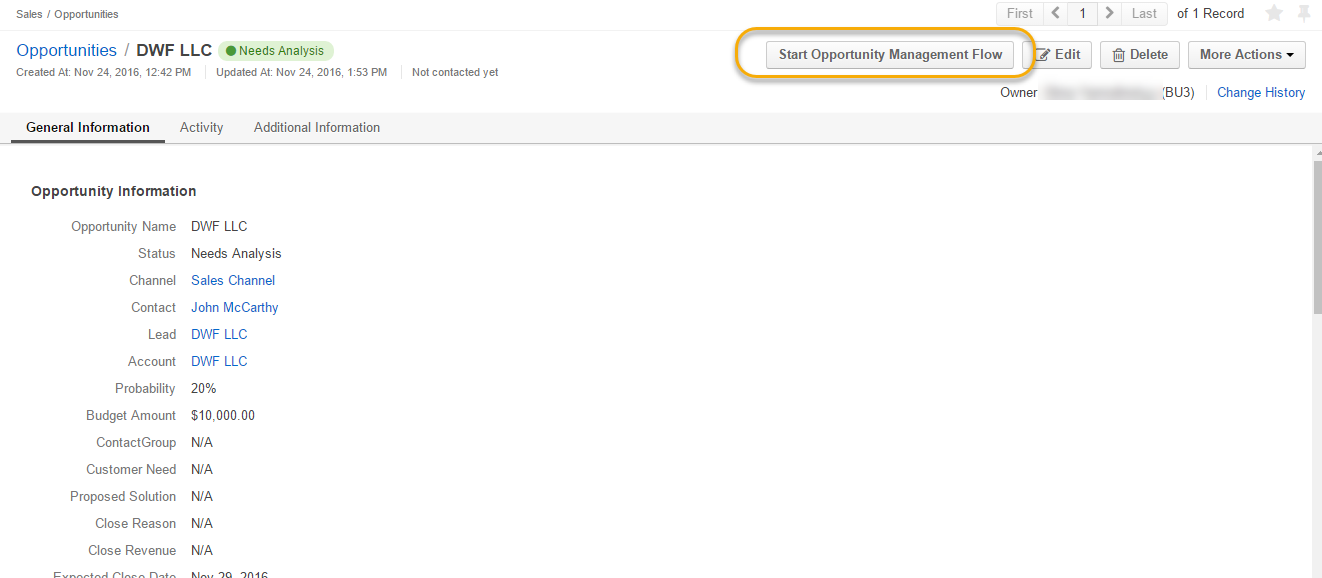 Sales / Opportunities
First 1 Last of 1 Record
Opportunities / DWF LLC Needs Analysis
Start Opportunity Management Flow Edit Delete More Actions
Created At: Nov 24, 2016, 12:42 PM Updated At: Nov 24, 2016, 1:53 PM Not contacted yet
Owner (BU3) Change History
General Information Activity Additional Information
Opportunity Information
Opportunity Name DWF LLC
Status Needs Analysis
Channel Sales Channel
Contact John McCarthy
Lead DWF LLC
Account DWF LLC
Probability 20%
Budget Amount $10,000.00
ContactGroup N/A
Customer Need N/A
Proposed Solution N/A
Close Reason N/A
Close Revenue N/A
Expected Close Date Nov 29, 2016